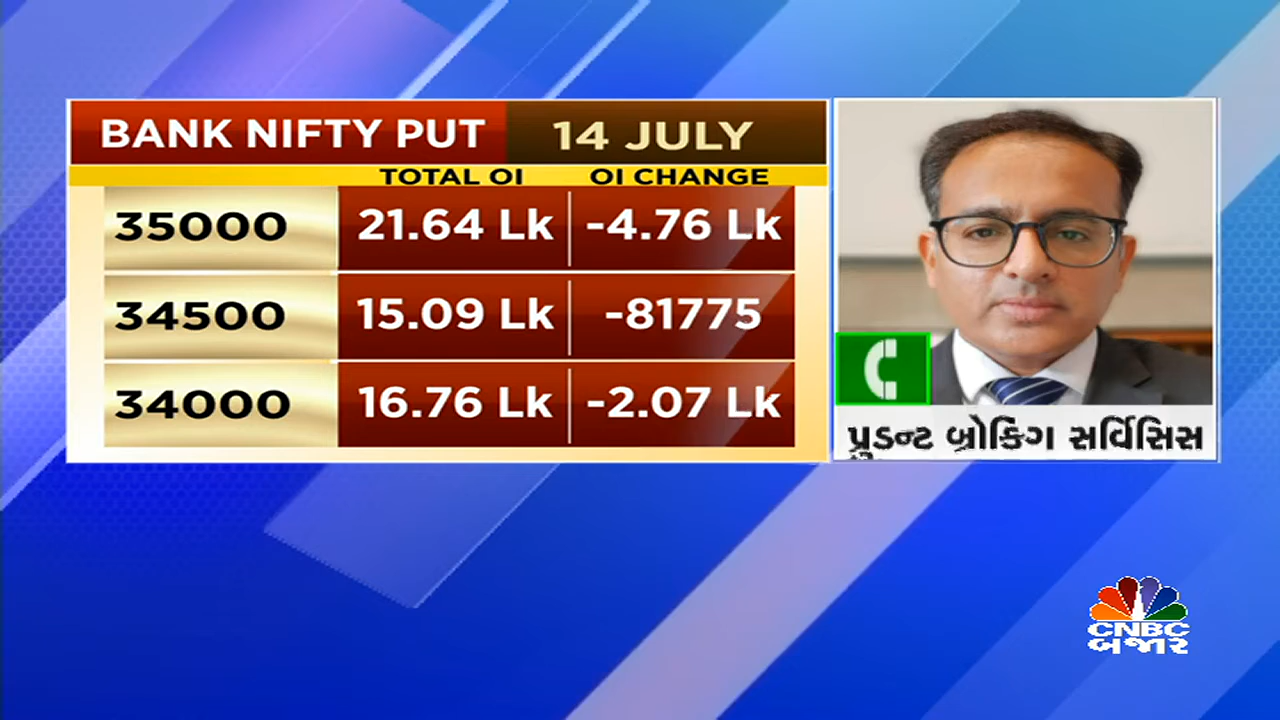 BANK NIFTY PUT 14 JULY
TOTAL OI OI CHANGE
35000 21.64 Lk -4.76 Lk
34500 15.09 Lk -81775
34000 16.76 Lk -2.07 Lk
પ્રુડન્ટ બ્રોકિંગ સર્વિસિસ
CNBC
બજાર